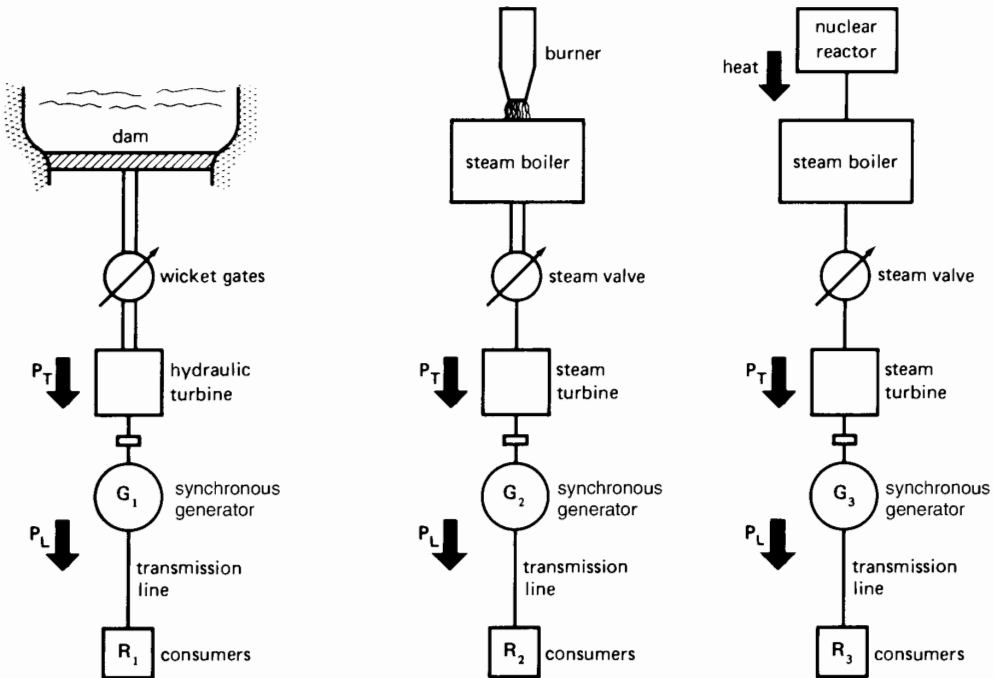 dam
wicket gates
P_T
hydraulic
turbine
G_1
synchronous
generator
P_L
transmission
line
R_1
consumers
burner
steam boiler
steam valve
P_T
steam
turbine
G_2
synchronous
generator
P_L
transmission
line
R_2
consumers
nuclear
reactor
heat
steam boiler
steam valve
P_T
steam
turbine
G_3
synchronous
generator
P_L
transmission
line
R_3
consumers